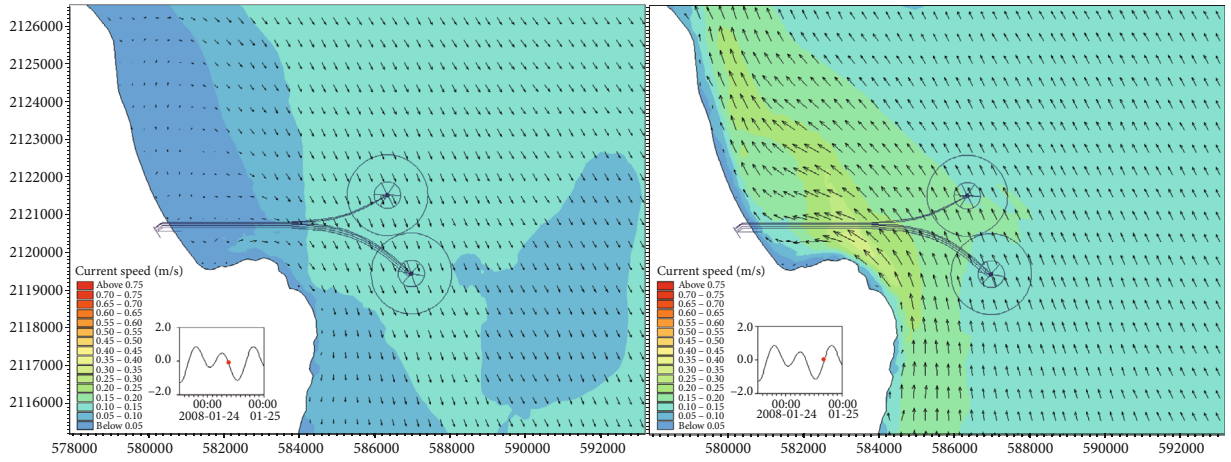 2126000
2125000
2124000
2123000
2122000
2121000
2120000
2119000
2118000
2117000
2116000
Current speed (m/s)
Above 0.75
0.70 – 0.75
0.65 – 0.70
0.60 – 0.65
0.55 – 0.60
0.50 – 0.55
0.45 – 0.50
0.40 – 0.45
0.35 – 0.40
0.30 – 0.35
0.25 – 0.30
0.20 – 0.25
0.15 – 0.20
0.10 – 0.15
0.05 – 0.10
Below 0.05
2.0
0.0
−2.0
00:00 00:00
2008-01-24 01-25
578000 580000 582000 584000 586000 588000 590000 592000
Current speed (m/s)
Above 0.75
0.70 – 0.75
0.65 – 0.70
0.60 – 0.65
0.55 – 0.60
0.50 – 0.55
0.45 – 0.50
0.40 – 0.45
0.35 – 0.40
0.30 – 0.35
0.25 – 0.30
0.20 – 0.25
0.15 – 0.20
0.10 – 0.15
0.05 – 0.10
Below 0.05
2.0
0.0
−2.0
00:00 00:00
2008-01-24 01-25
580000 582000 584000 586000 588000 590000 592000